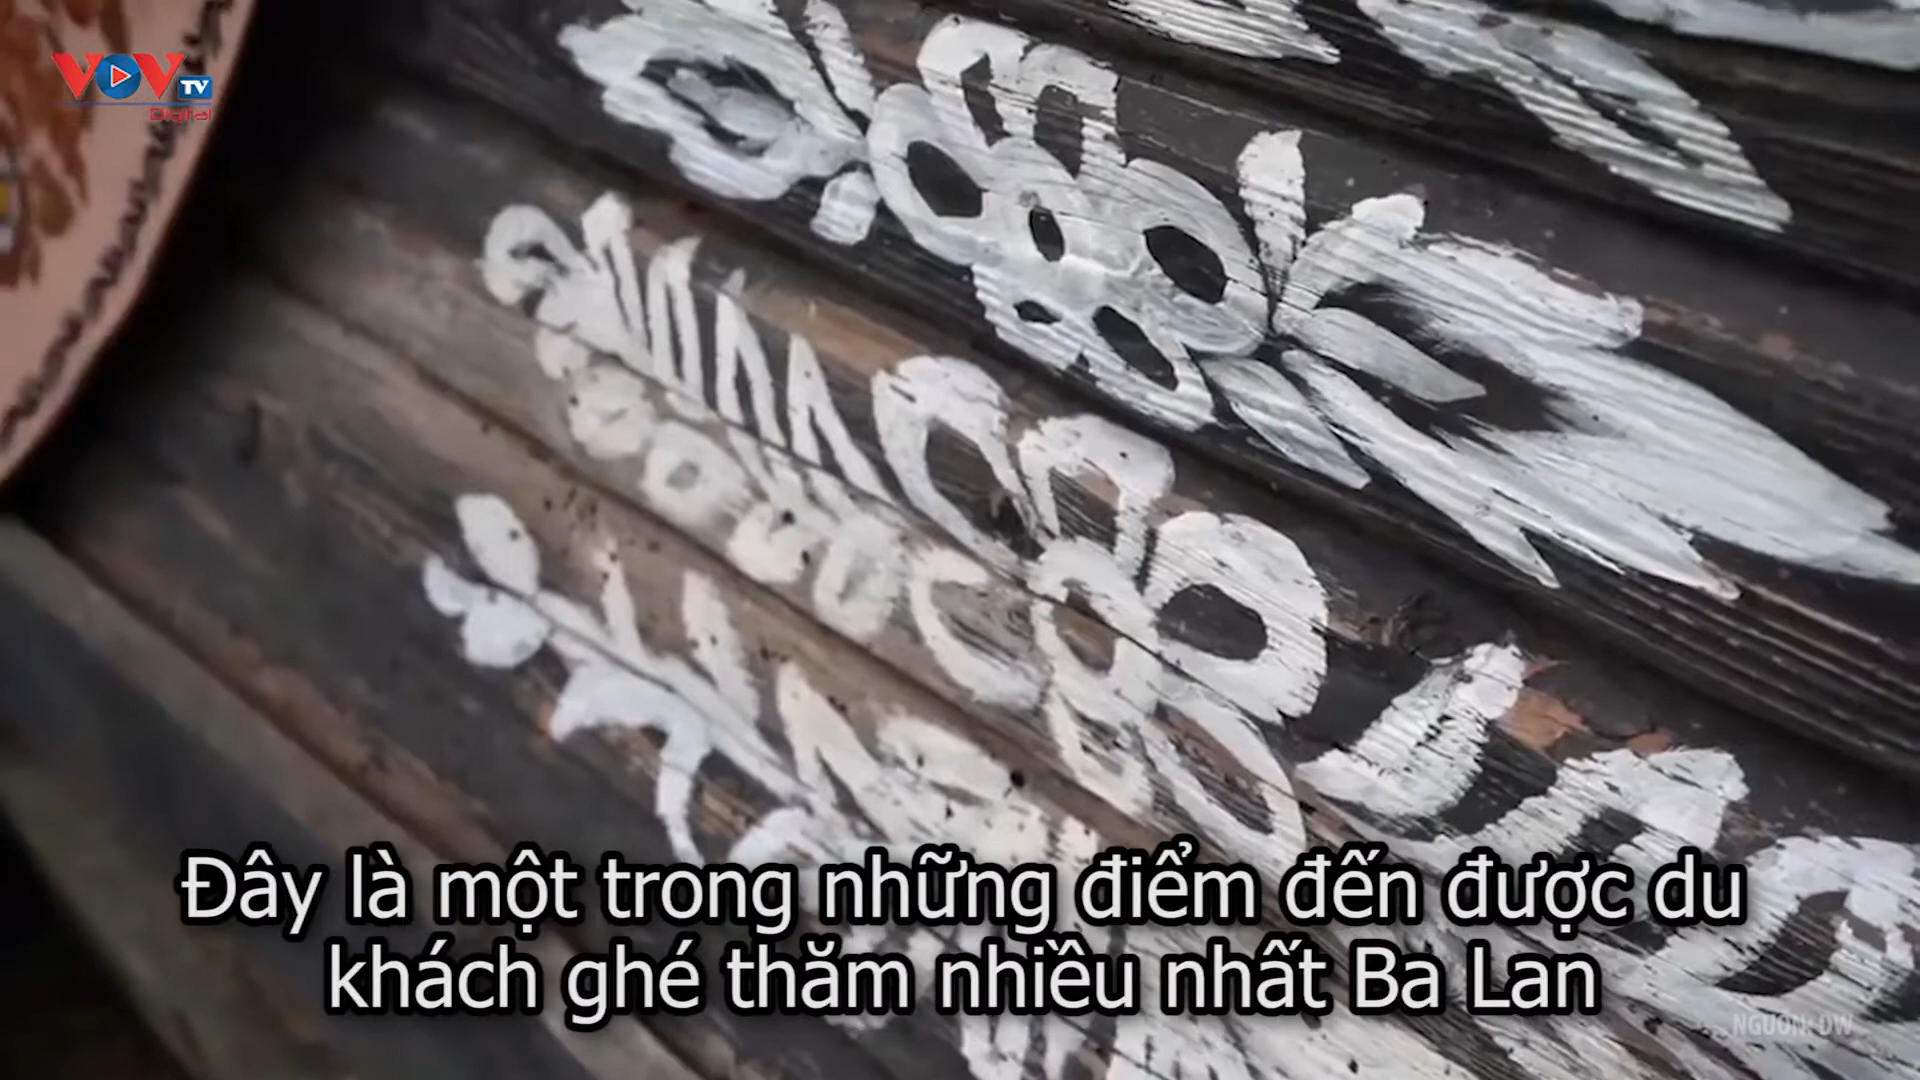 VOV TV
Digital
Đây là một trong những điểm đến được du
khách ghé thăm nhiều nhất Ba Lan
NGUỒN: DW